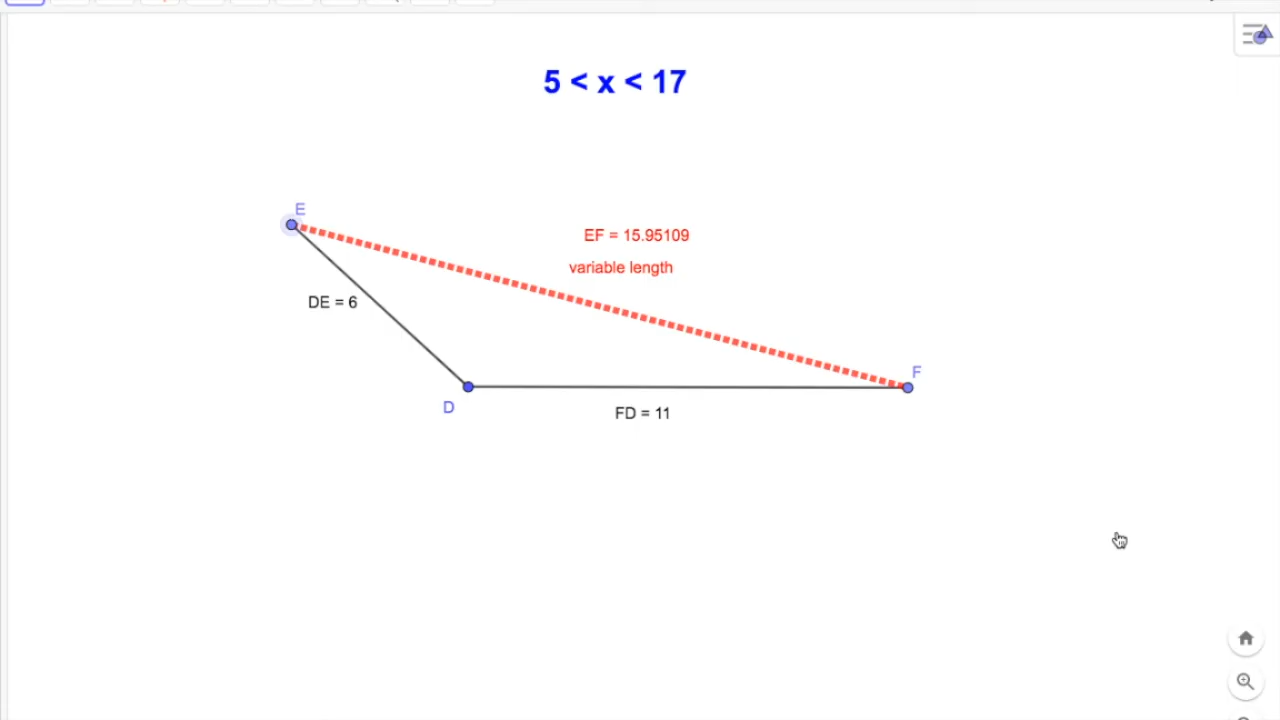 5 < x < 17
E
EF = 15.95109
variable length
DE = 6
F
D
FD = 11